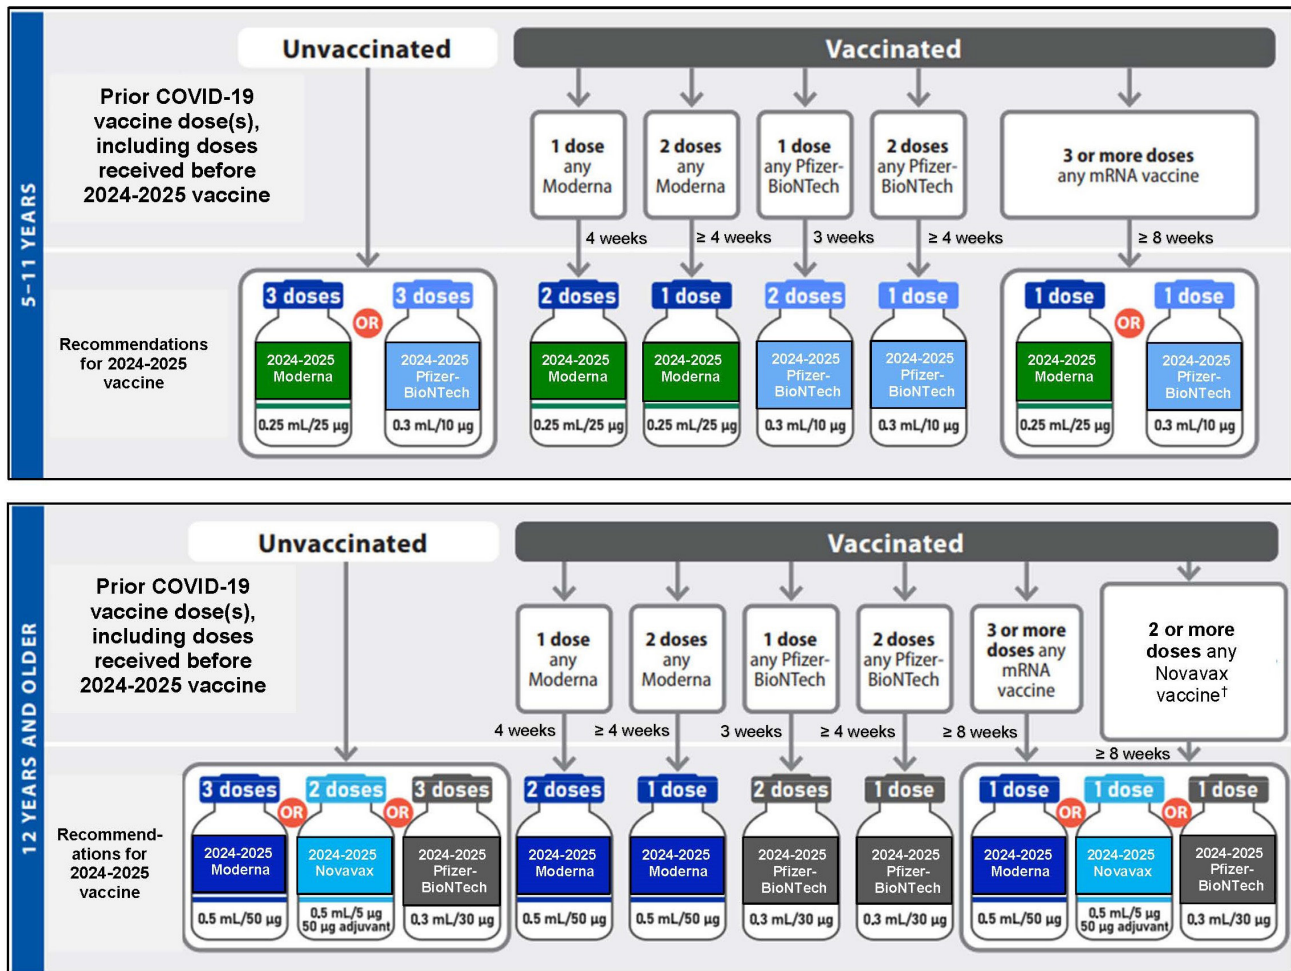 5–11 YEARS
Unvaccinated
Vaccinated
Prior COVID-19
vaccine dose(s),
including doses
received before
2024-2025 vaccine
1 dose
any
Moderna
2 doses
any
Moderna
1 dose
any Pfizer-
BioNTech
2 doses
any Pfizer-
BioNTech
3 or more doses
any mRNA vaccine
4 weeks
≥ 4 weeks
3 weeks
≥ 4 weeks
≥ 8 weeks
Recommendations
for 2024-2025
vaccine
3 doses
2024-2025
Moderna
0.25 mL/25 µg
OR
3 doses
2024-2025
Pfizer-
BioNTech
0.3 mL/10 µg
2 doses
2024-2025
Moderna
0.25 mL/25 µg
1 dose
2024-2025
Moderna
0.25 mL/25 µg
2 doses
2024-2025
Pfizer-
BioNTech
0.3 mL/10 µg
1 dose
2024-2025
Pfizer-
BioNTech
0.3 mL/10 µg
1 dose
2024-2025
Moderna
0.25 mL/25 µg
OR
1 dose
2024-2025
Pfizer-
BioNTech
0.3 mL/10 µg
12 YEARS AND OLDER
Unvaccinated
Vaccinated
Prior COVID-19
vaccine dose(s),
including doses
received before
2024-2025 vaccine
1 dose
any
Moderna
2 doses
any
Moderna
1 dose
any Pfizer-
BioNTech
2 doses
any Pfizer-
BioNTech
3 or more
doses any
mRNA
vaccine
2 or more
doses any
Novavax
vaccine†
4 weeks
≥ 4 weeks
3 weeks
≥ 4 weeks
≥ 8 weeks
≥ 8 weeks
Recommend-
ations for
2024-2025
vaccine
3 doses
2024-2025
Moderna
0.5 mL/50 µg
OR
2 doses
2024-2025
Novavax
0.5 mL/5 µg
50 µg adjuvant
OR
3 doses
2024-2025
Pfizer-
BioNTech
0.3 mL/30 µg
2 doses
2024-2025
Moderna
0.5 mL/50 µg
1 dose
2024-2025
Moderna
0.5 mL/50 µg
2 doses
2024-2025
Pfizer-
BioNTech
0.3 mL/30 µg
1 dose
2024-2025
Pfizer-
BioNTech
0.3 mL/30 µg
1 dose
2024-2025
Moderna
0.5 mL/50 µg
OR
1 dose
2024-2025
Novavax
0.5 mL/5 µg
50 µg adjuvant
OR
1 dose
2024-2025
Pfizer-
BioNTech
0.3 mL/30 µg